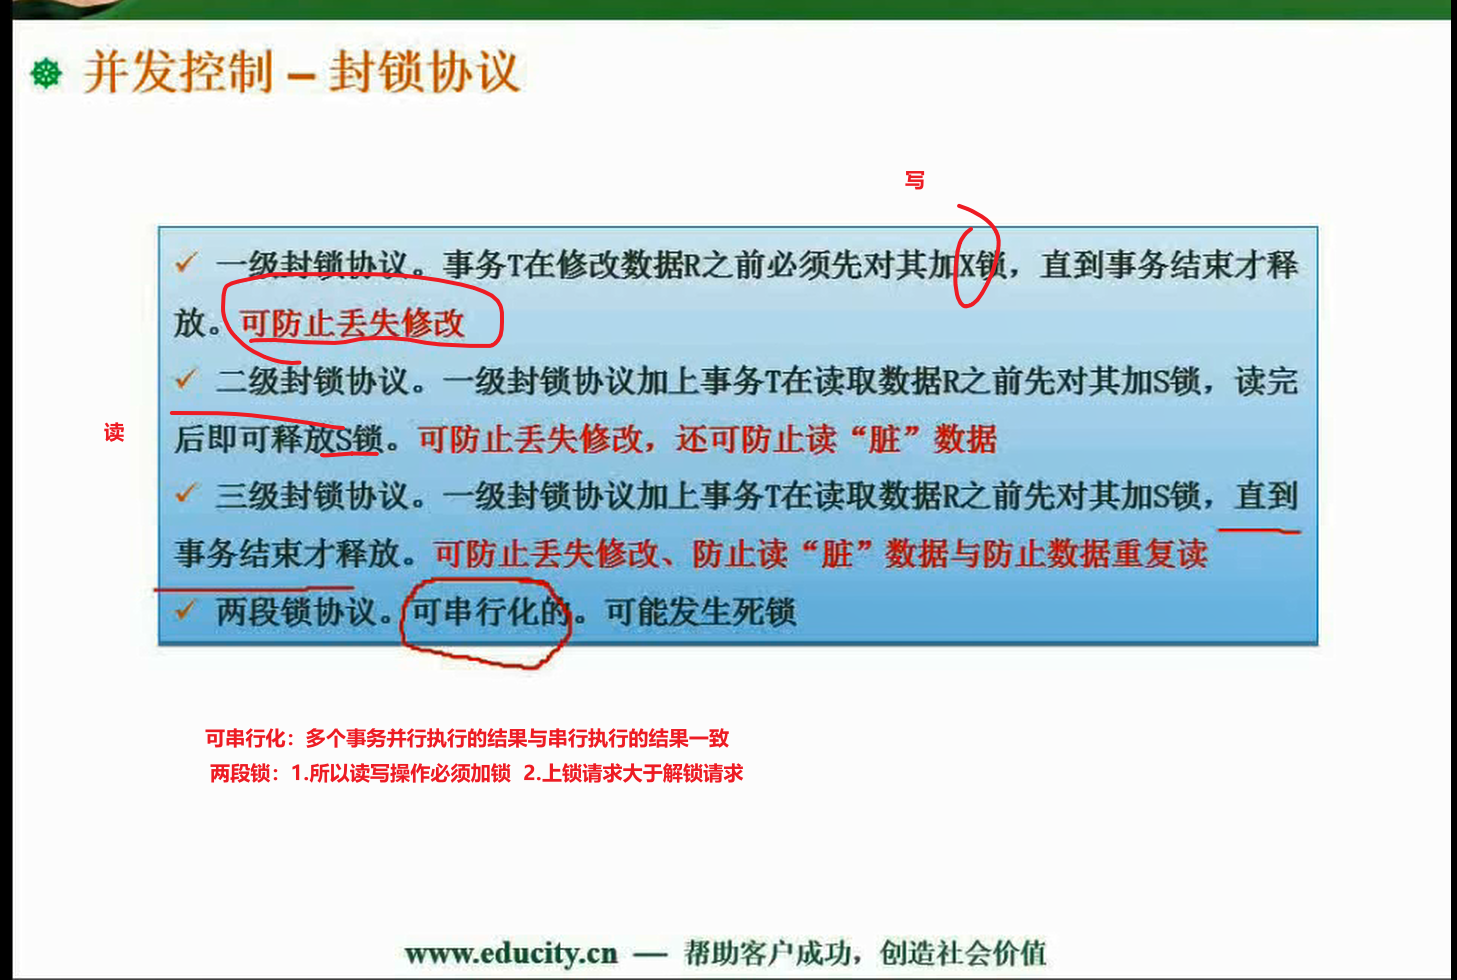 并发控制 – 封锁协议
写
一级封锁协议。事务T在修改数据R之前必须先对其加X锁，直到事务结束才释
放。可防止丢失修改
二级封锁协议。一级封锁协议加上事务T在读取数据R之前先对其加S锁，读完
读
后即可释放S锁。可防止丢失修改，还可防止读“脏”数据
三级封锁协议。一级封锁协议加上事务T在读取数据R之前先对其加S锁，直到
事务结束才释放。可防止丢失修改、防止读“脏”数据与防止数据重复读
两段锁协议。可串行化的。可能发生死锁
可串行化：多个事务并行执行的结果与串行执行的结果一致
两段锁：1.所以读写操作必须加锁 2.上锁请求大于解锁请求
www.educity.cn — 帮助客户成功，创造社会价值